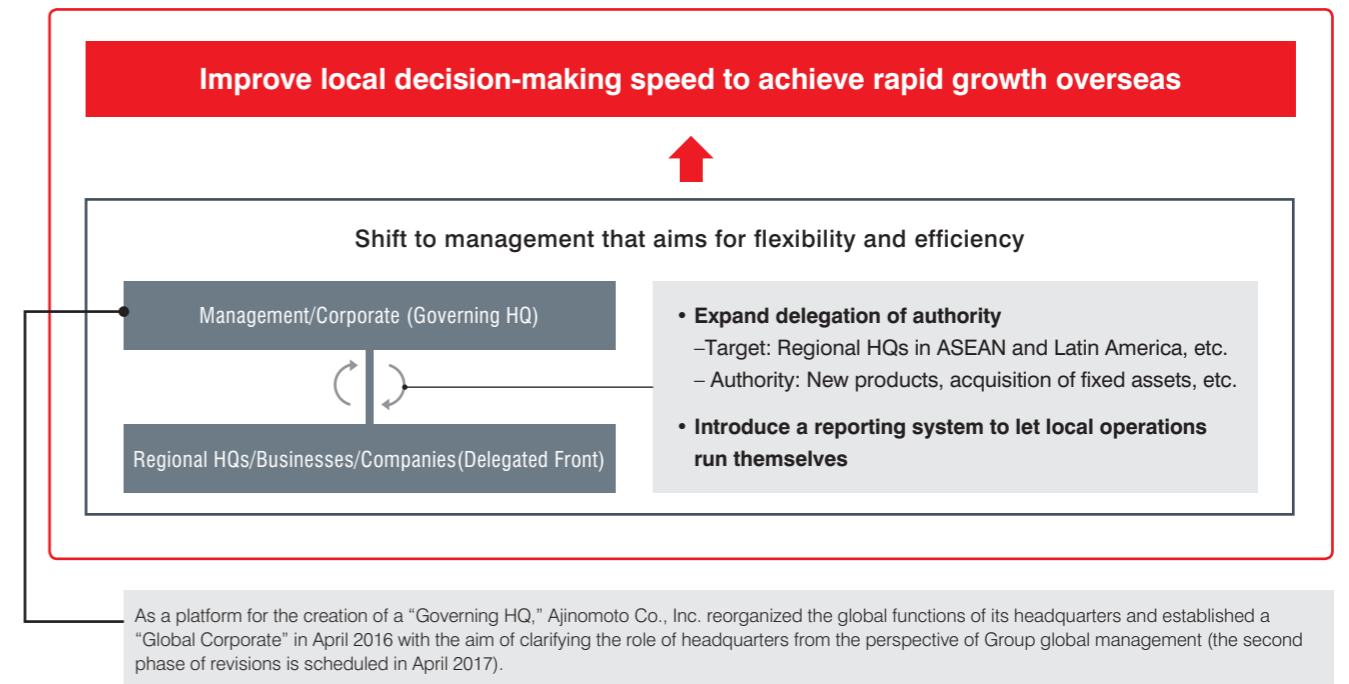 Improve local decision-making speed to achieve rapid growth overseas
Shift to management that aims for flexibility and efficiency
Management/Corporate (Governing HQ)
Regional HQs/Businesses/Companies(Delegated Front)
• Expand delegation of authority
–Target: Regional HQs in ASEAN and Latin America, etc.
– Authority: New products, acquisition of fixed assets, etc.
• Introduce a reporting system to let local operations
run themselves
As a platform for the creation of a “Governing HQ,” Ajinomoto Co., Inc. reorganized the global functions of its headquarters and established a
“Global Corporate” in April 2016 with the aim of clarifying the role of headquarters from the perspective of Group global management (the second
phase of revisions is scheduled in April 2017).